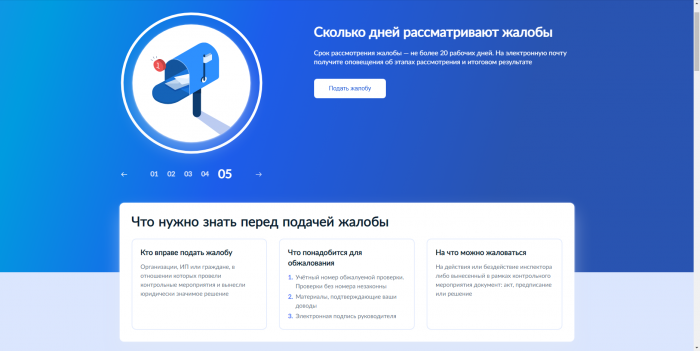 Сколько дней рассматривают жалобы
Срок рассмотрения жалобы — не более 20 рабочих дней. На электронную почту
получите оповещения об этапах рассмотрения и итоговом результате
Подать жалобу
← 01 02 03 04 05 →
Что нужно знать перед подачей жалобы
Кто вправе подать жалобу
Организации, ИП или граждане, в
отношении которых провели
контрольные мероприятия и вынесли
юридически значимое решение
Что понадобится для
обжалования
1. Учётный номер обжалуемой проверки.
Проверки без номера незаконны
2. Материалы, подтверждающие ваши
доводы
3. Электронная подпись руководителя
На что можно жаловаться
На действия или бездействие инспектора
либо вынесенный в рамках контрольного
мероприятия документ: акт, предписание
или решение